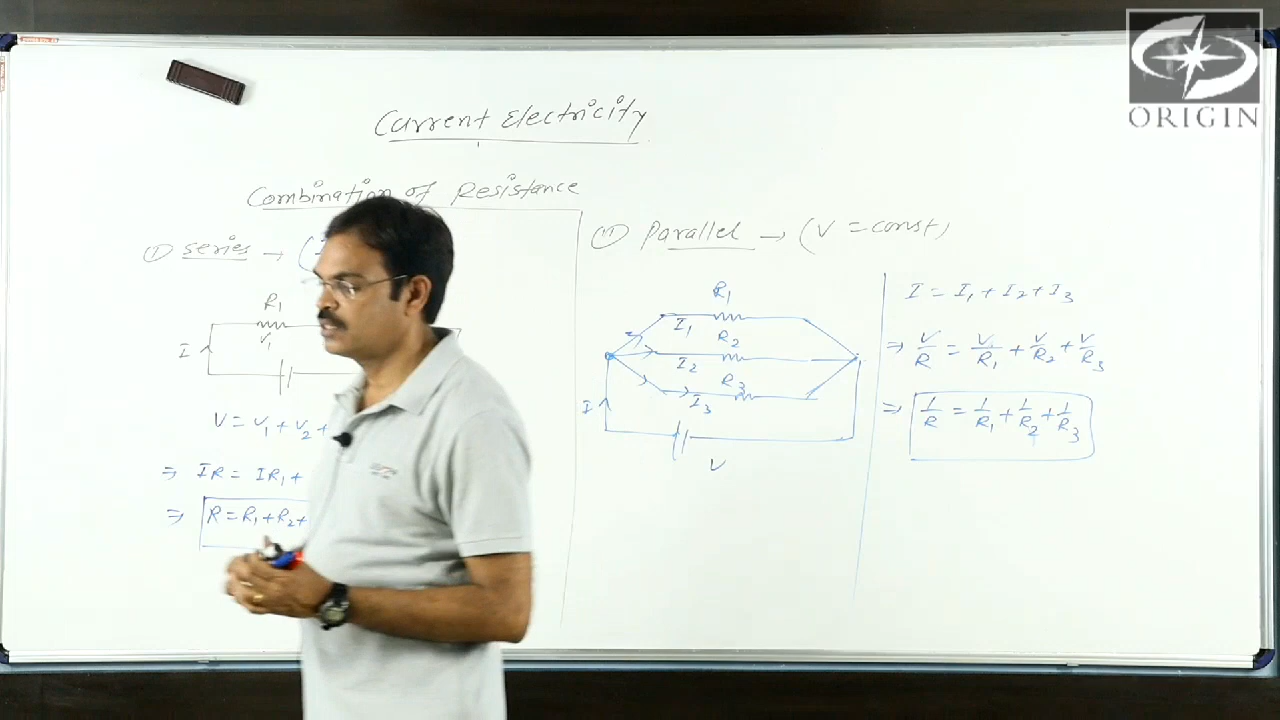 ORIGIN
Current Electricity
Combination of Resistance
(i) series → (I
R1
V1
I
V = V1 + V2 +
⇒ IR = IR1 +
⇒ R = R1 + R2 +
(ii) Parallel → (V = const)
R1
I1
R2
I2
R3
I3
I
V
I = I1 + I2 + I3
⇒ V/R = V/R1 + V/R2 + V/R3
⇒ 1/R = 1/R1 + 1/R2 + 1/R3